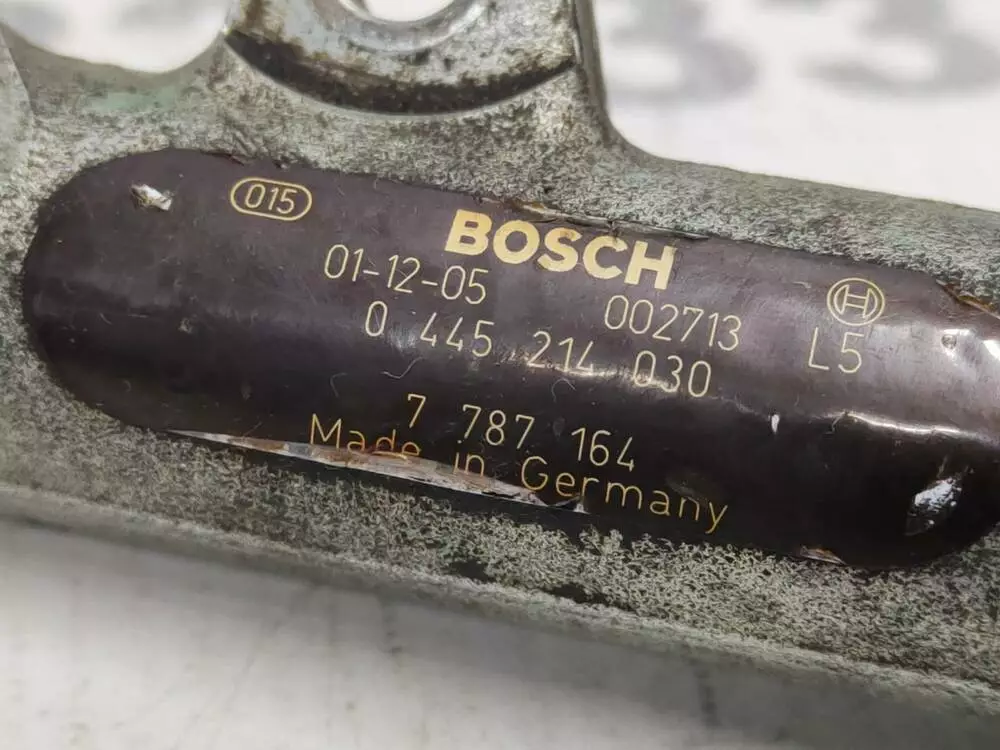 015
BOSCH
01-12-05 002713
0 445 214 030 L5
7 787 164
Made in Germany